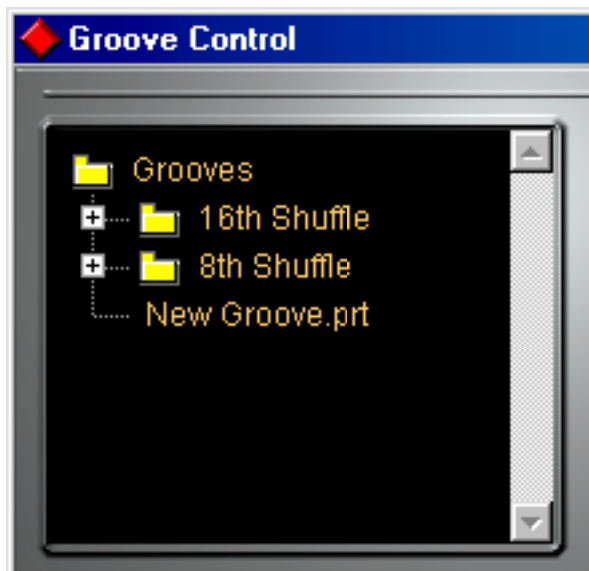 Groove Control
Grooves
16th Shuffle
8th Shuffle
New Groove.prt